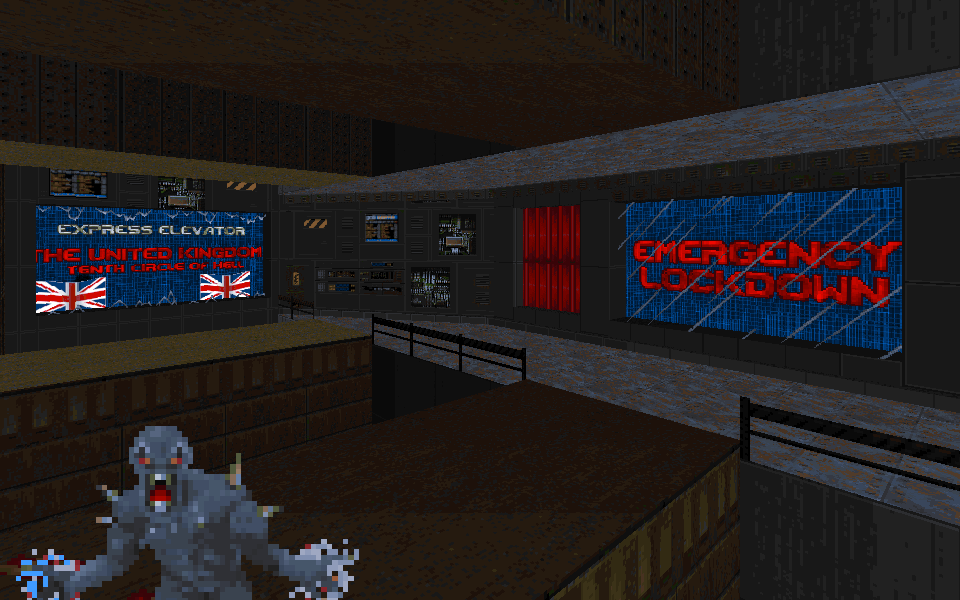 EXPRESS ELEVATOR
THE UNITED KINGDOM
TENTH CIRCLE OF HELL
EMERGENCY
LOCKDOWN